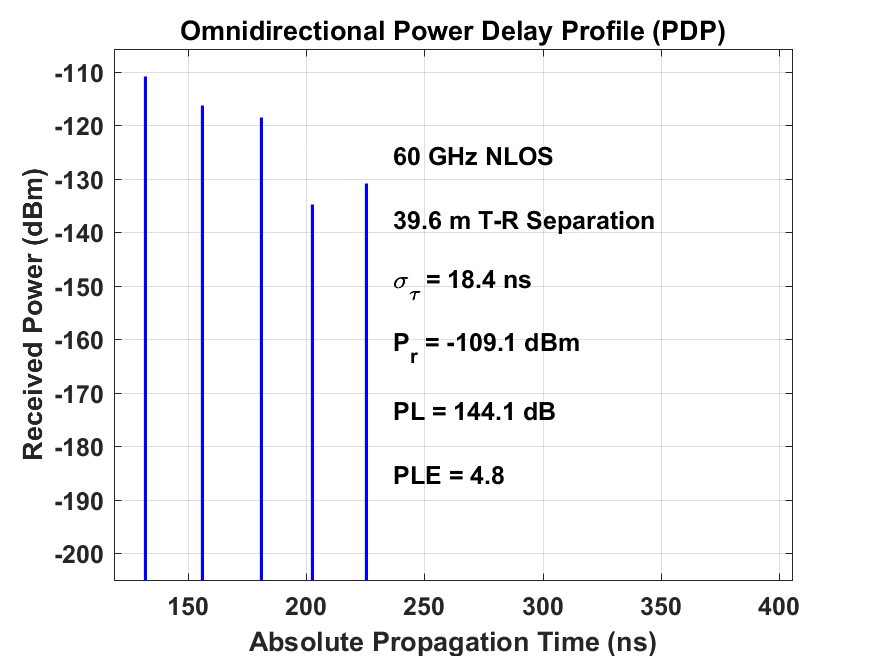 Omnidirectional Power Delay Profile (PDP)
Received Power (dBm)
-110
-120
-130
-140
-150
-160
-170
-180
-190
-200
60 GHz NLOS
39.6 m T-R Separation
σ_τ = 18.4 ns
P_r = -109.1 dBm
PL = 144.1 dB
PLE = 4.8
150 200 250 300 350 400
Absolute Propagation Time (ns)